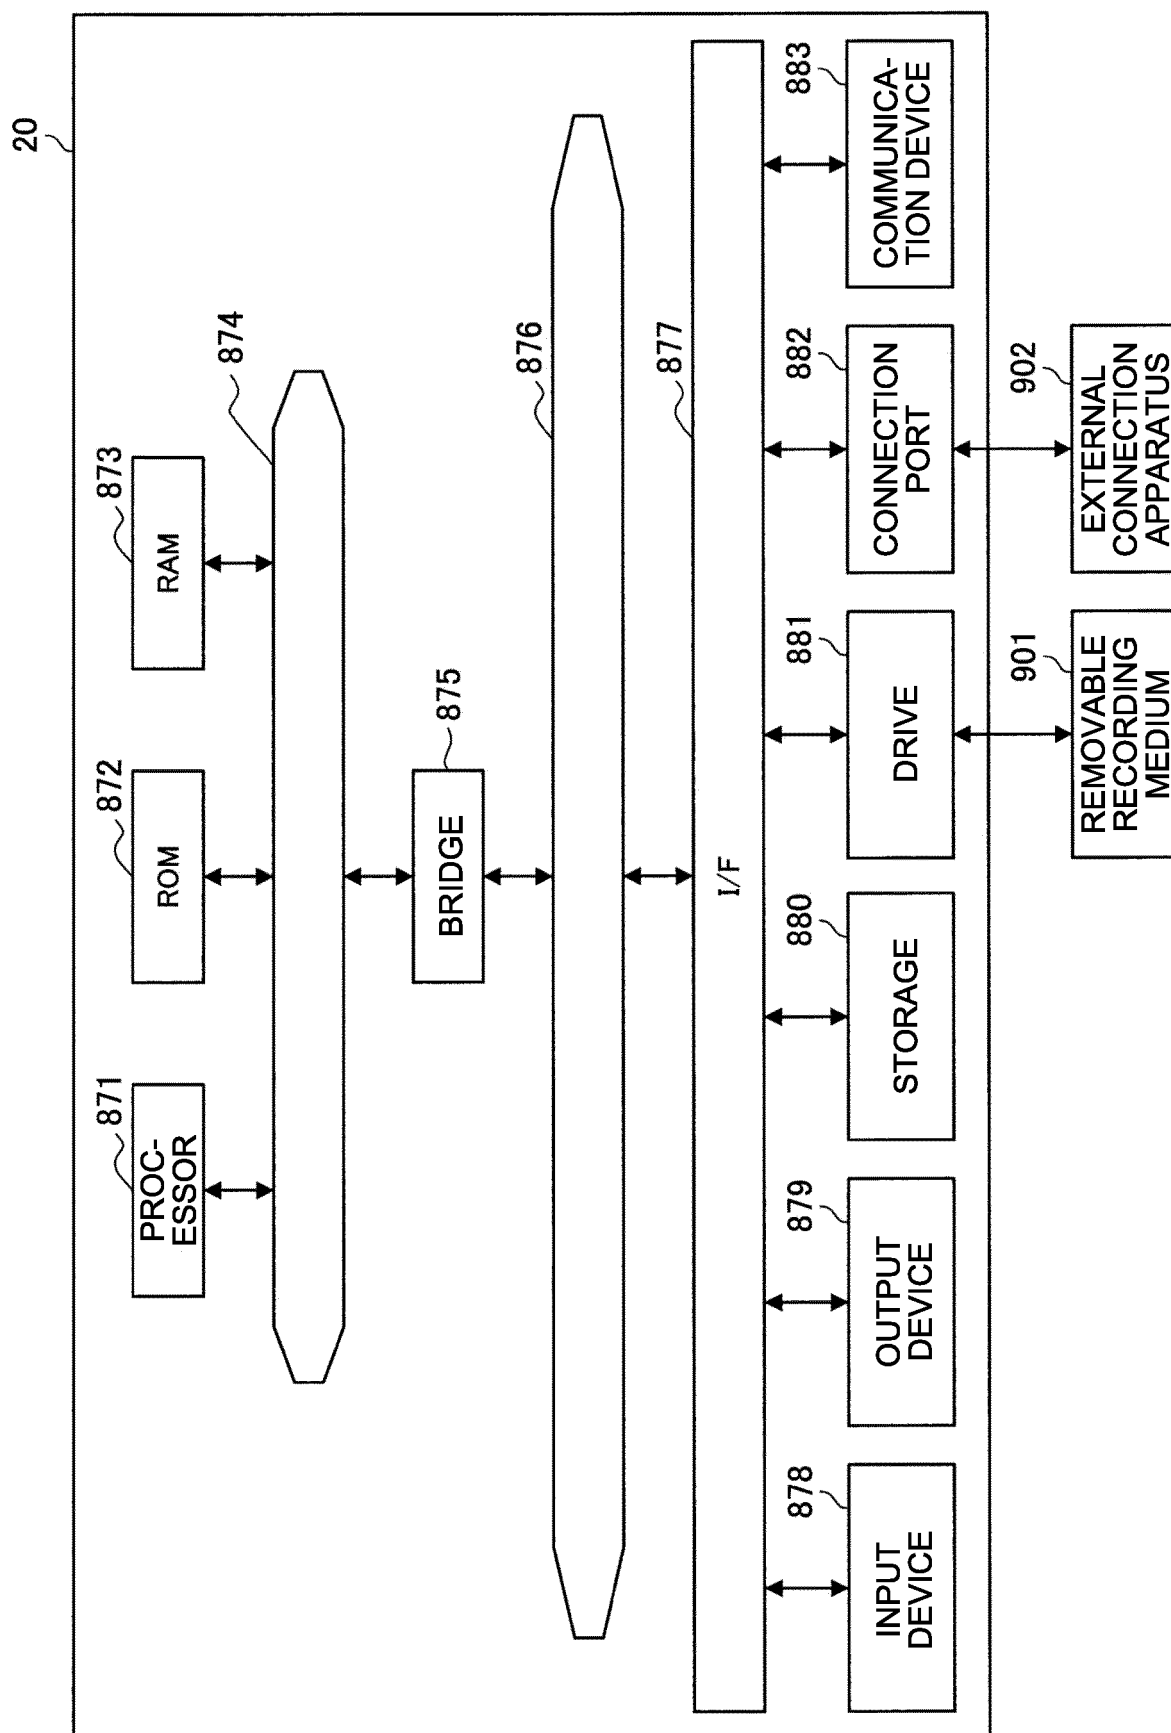 20
871
PROC-
ESSOR
872
ROM
873
RAM
874
875
BRIDGE
876
877
I/F
878
INPUT
DEVICE
879
OUTPUT
DEVICE
880
STORAGE
881
DRIVE
882
CONNECTION
PORT
883
COMMUNICA-
TION DEVICE
901
REMOVABLE
RECORDING
MEDIUM
902
EXTERNAL
CONNECTION
APPARATUS